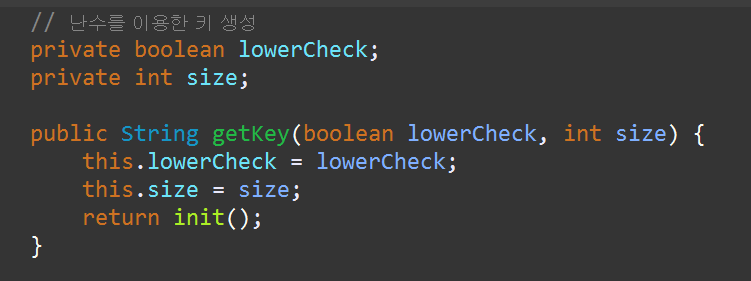 // 난수를 이용한 키 생성
private boolean lowerCheck;
private int size;
public String getKey(boolean lowerCheck, int size) {
this.lowerCheck = lowerCheck;
this.size = size;
return init();
}